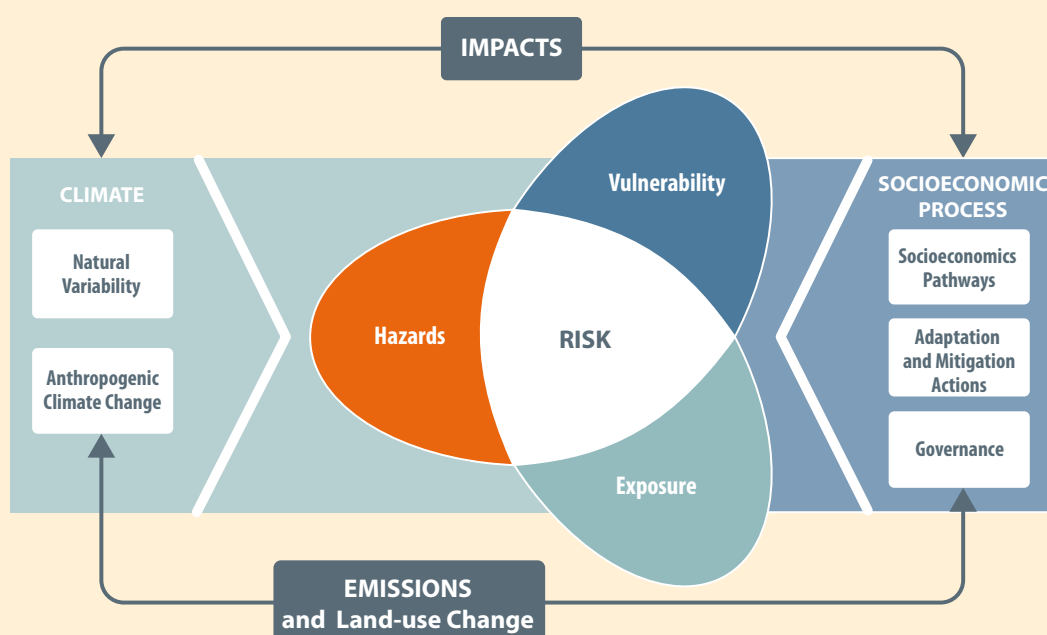 IMPACTS
CLIMATE
Natural
Variability
Anthropogenic
Climate Change
Vulnerability
Hazards
RISK
Exposure
SOCIOECONOMIC
PROCESS
Socioeconomics
Pathways
Adaptation
and Mitigation
Actions
Governance
EMISSIONS
and Land-use Change